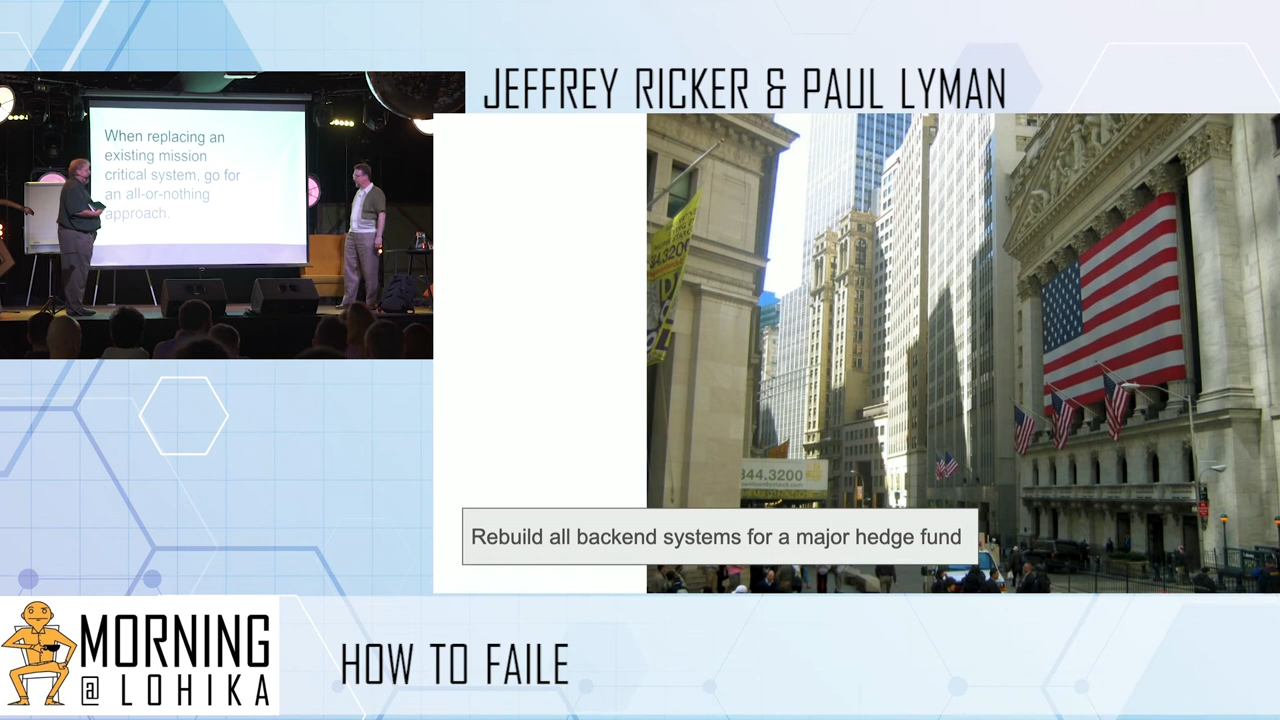 JEFFREY RICKER & PAUL LYMAN
When replacing an
existing mission
critical system, go for
an all-or-nothing
approach.
344.3200
Rebuild all backend systems for a major hedge fund
MORNING
@ LOHIKA
HOW TO FAILE